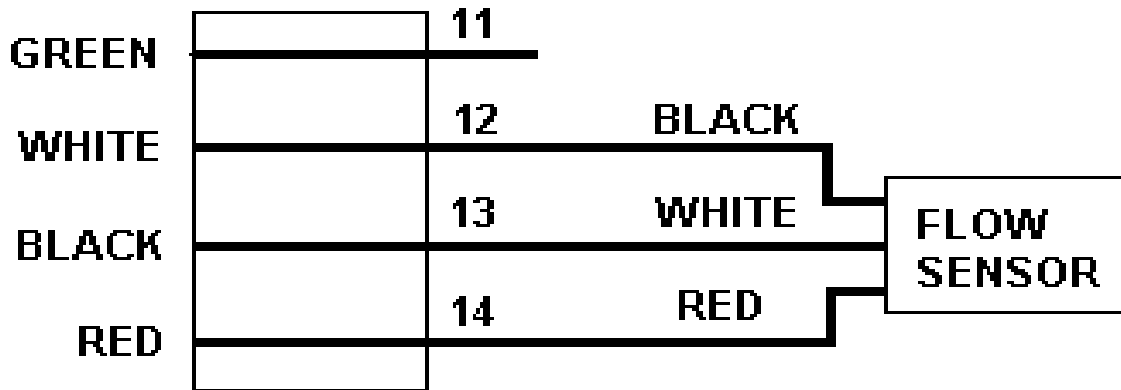 GREEN 11
WHITE 12 BLACK
BLACK 13 WHITE
RED 14 RED
FLOW
SENSOR